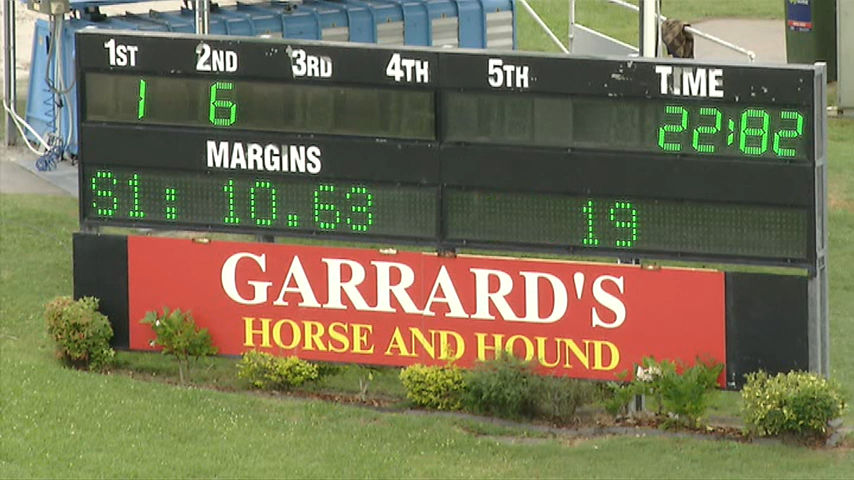 1ST 2ND 3RD 4TH 5TH TIME
1 6 22:82
MARGINS
S1: 10.63 19
GARRARD'S
HORSE AND HOUND